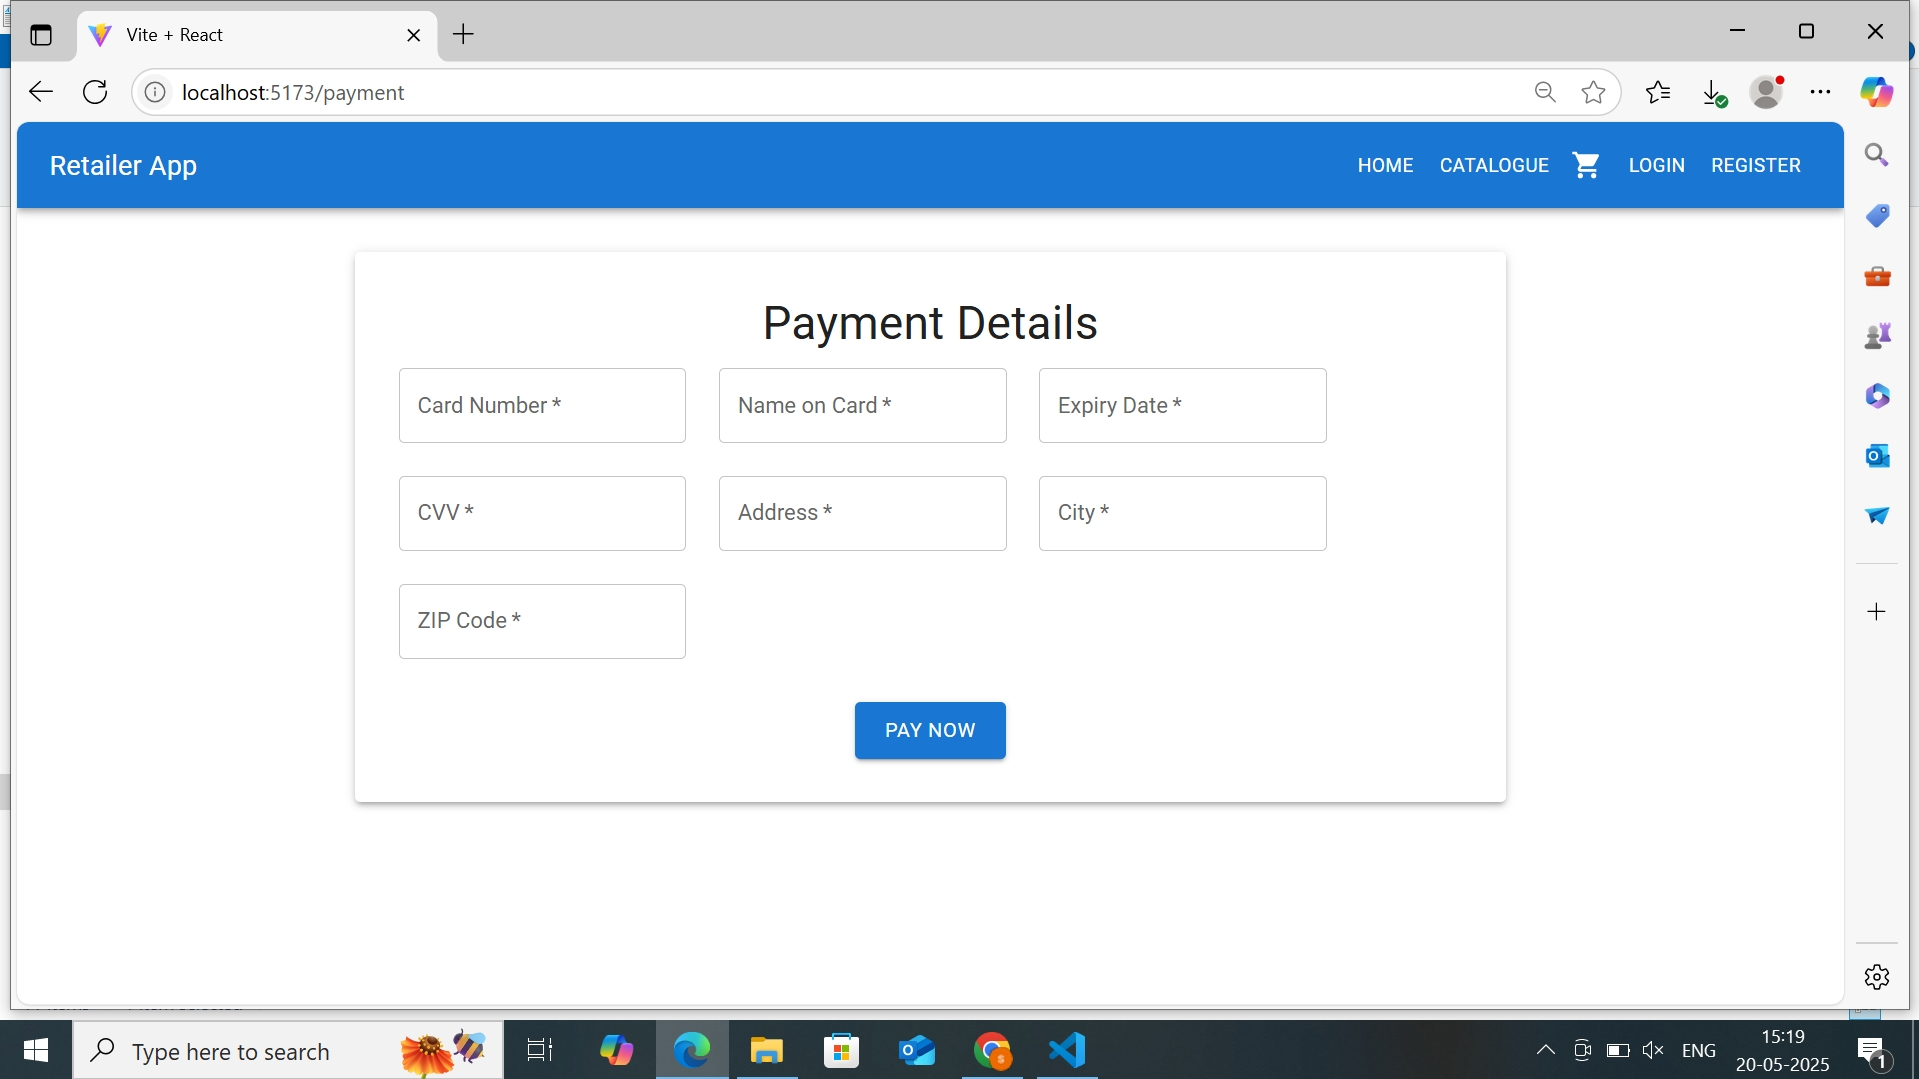 Vite + React
localhost:5173/payment
Retailer App
HOME
CATALOGUE
LOGIN
REGISTER
Payment Details
Card Number *
Name on Card *
Expiry Date *
CVV *
Address *
City *
ZIP Code *
PAY NOW
Type here to search
ENG
15:19
20-05-2025
1